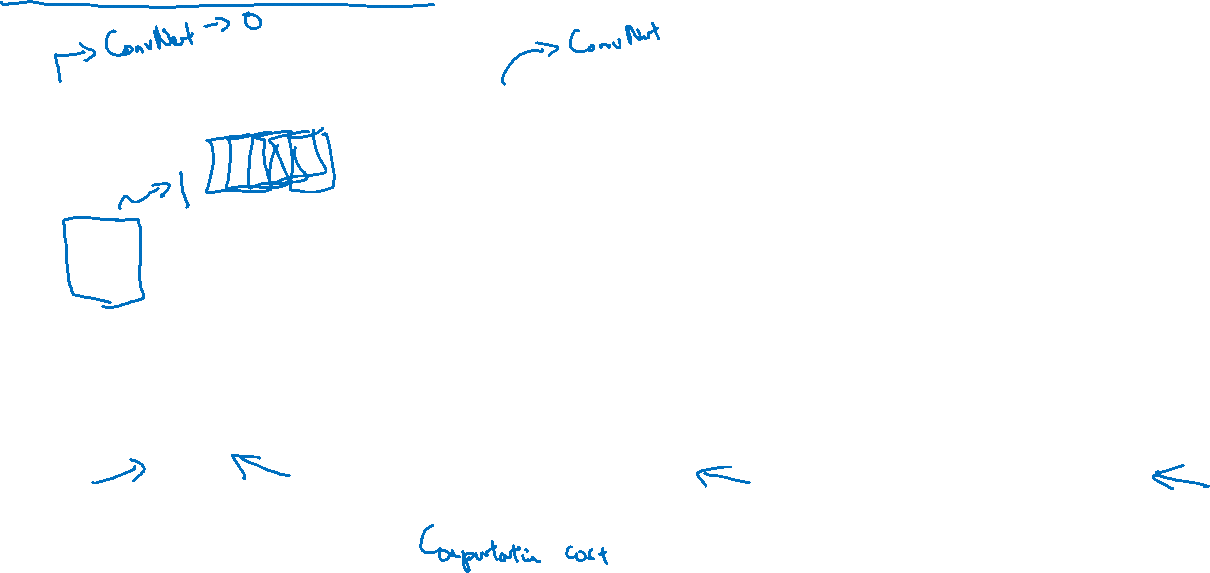 ConvNet → 0
ConvNet
1
Computation cost